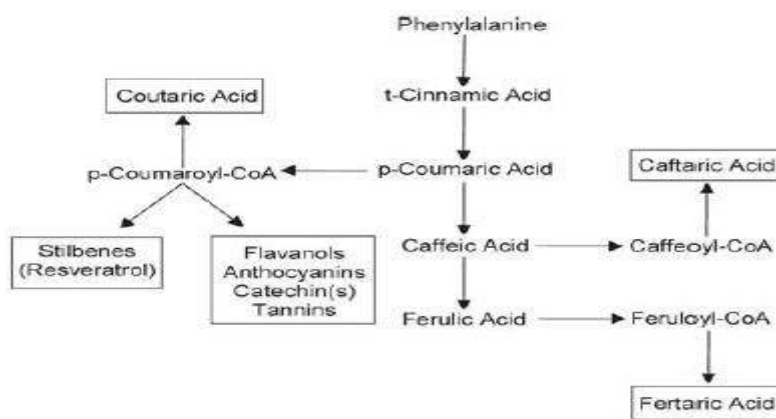 Phenylalanine
Coutaric Acid
t-Cinnamic Acid
p-Coumaroyl-CoA
p-Coumaric Acid
Caftaric Acid
Stilbenes
(Resveratrol)
Flavanols
Anthocyanins
Catechin(s)
Tannins
Caffeic Acid
Caffeoyl-CoA
Ferulic Acid
Feruloyl-CoA
Fertairic Acid